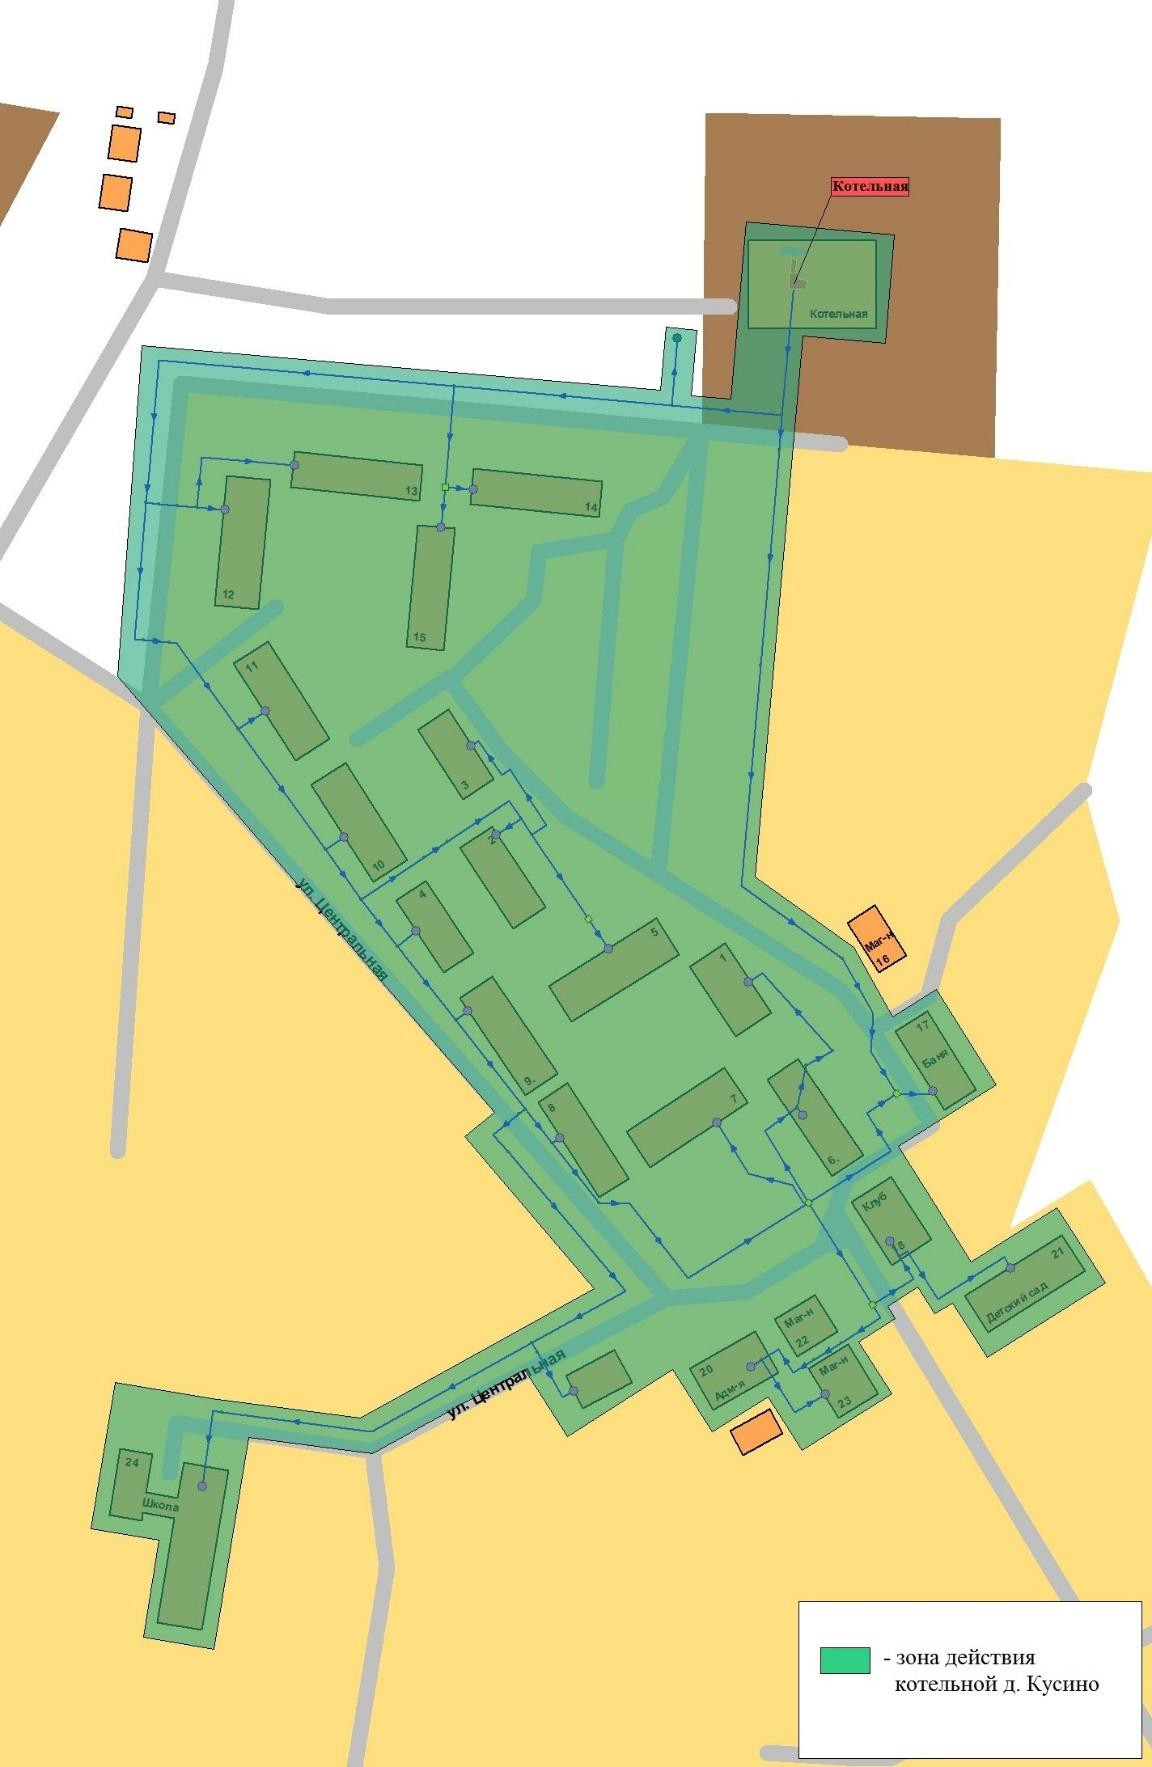 Котельная
Котельная
13
14
12
15
11
3
10
2
4
ул. Центральная
5
1
Маг-н
16
17
Баня
9.
8
7
6.
Клуб
18
21
Детский сад
Маг-н
22
20
Адм-я
Маг-н
23
ул. Центральная
24
Школа
- зона действия
котельной д. Кусино